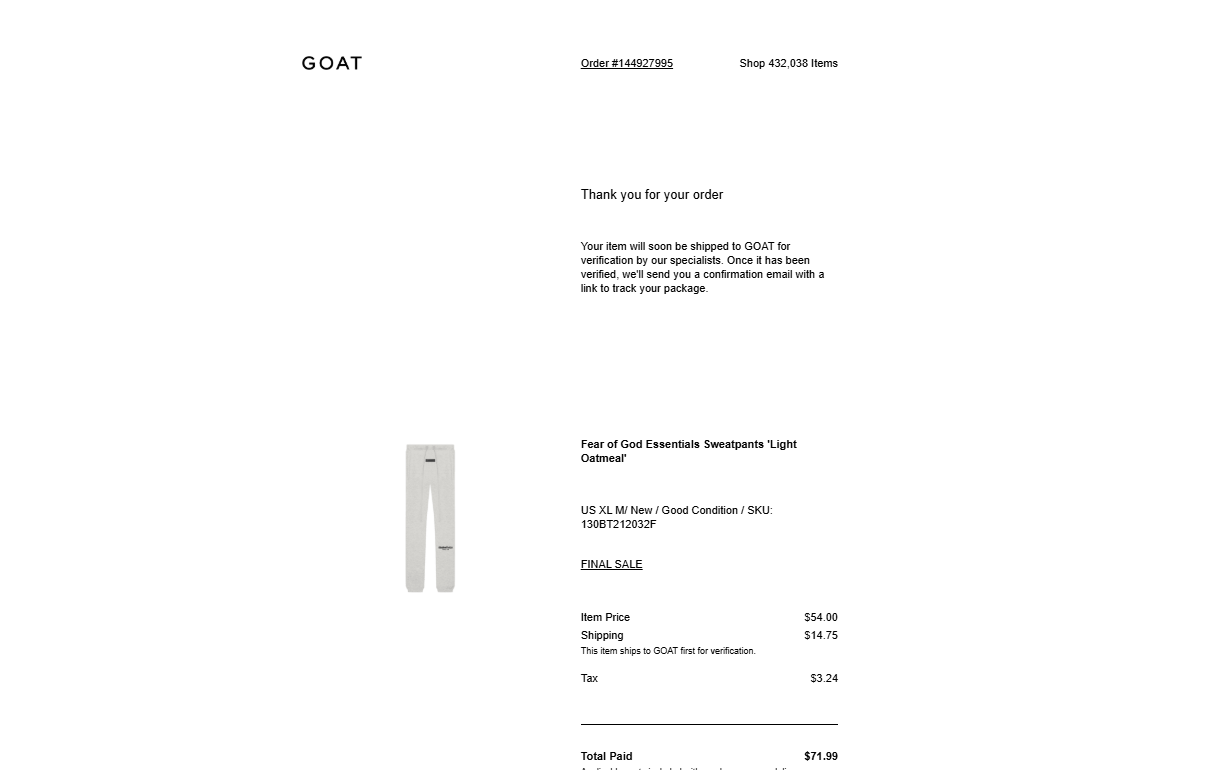 GOAT
Order #144927995
Shop 432,038 Items
Thank you for your order
Your item will soon be shipped to GOAT for
verification by our specialists. Once it has been
verified, we'll send you a confirmation email with a
link to track your package.
Fear of God Essentials Sweatpants 'Light
Oatmeal'
US XL M/ New / Good Condition / SKU:
130BT212032F
FINAL SALE
Item Price $54.00
Shipping $14.75
This item ships to GOAT first for verification.
Tax $3.24
Total Paid $71.99